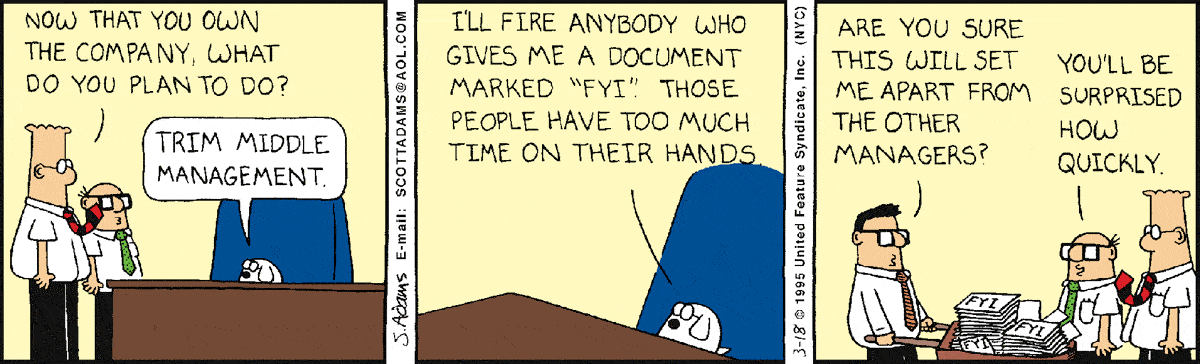 NOW THAT YOU OWN
THE COMPANY, WHAT
DO YOU PLAN TO DO?
TRIM MIDDLE
MANAGEMENT.
S. Adams E-mail: SCOTTADAMS@AOL.COM
I'LL FIRE ANYBODY WHO
GIVES ME A DOCUMENT
MARKED "FYI". THOSE
PEOPLE HAVE TOO MUCH
TIME ON THEIR HANDS
3-18 © 1995 United Feature Syndicate, Inc. (NYC)
ARE YOU SURE
THIS WILL SET
ME APART FROM
THE OTHER
MANAGERS?
YOU'LL BE
SURPRISED
HOW
QUICKLY.
FYI
FYI
FYI